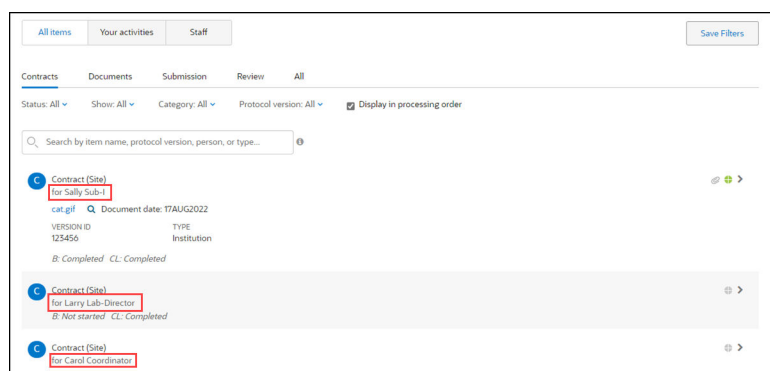 All items Your activities Staff Save Filters
Contracts Documents Submission Review All
Status: All Show: All Category: All Protocol version: All Display in processing order
Search by item name, protocol version, person, or type...
C Contract (Site)
for Sally Sub-I
cat.gif Document date: 17AUG2022
VERSION ID TYPE
123456 Institution
B: Completed CL: Completed
C Contract (Site)
for Larry Lab-Director
B: Not started CL: Completed
C Contract (Site)
for Carol Coordinator